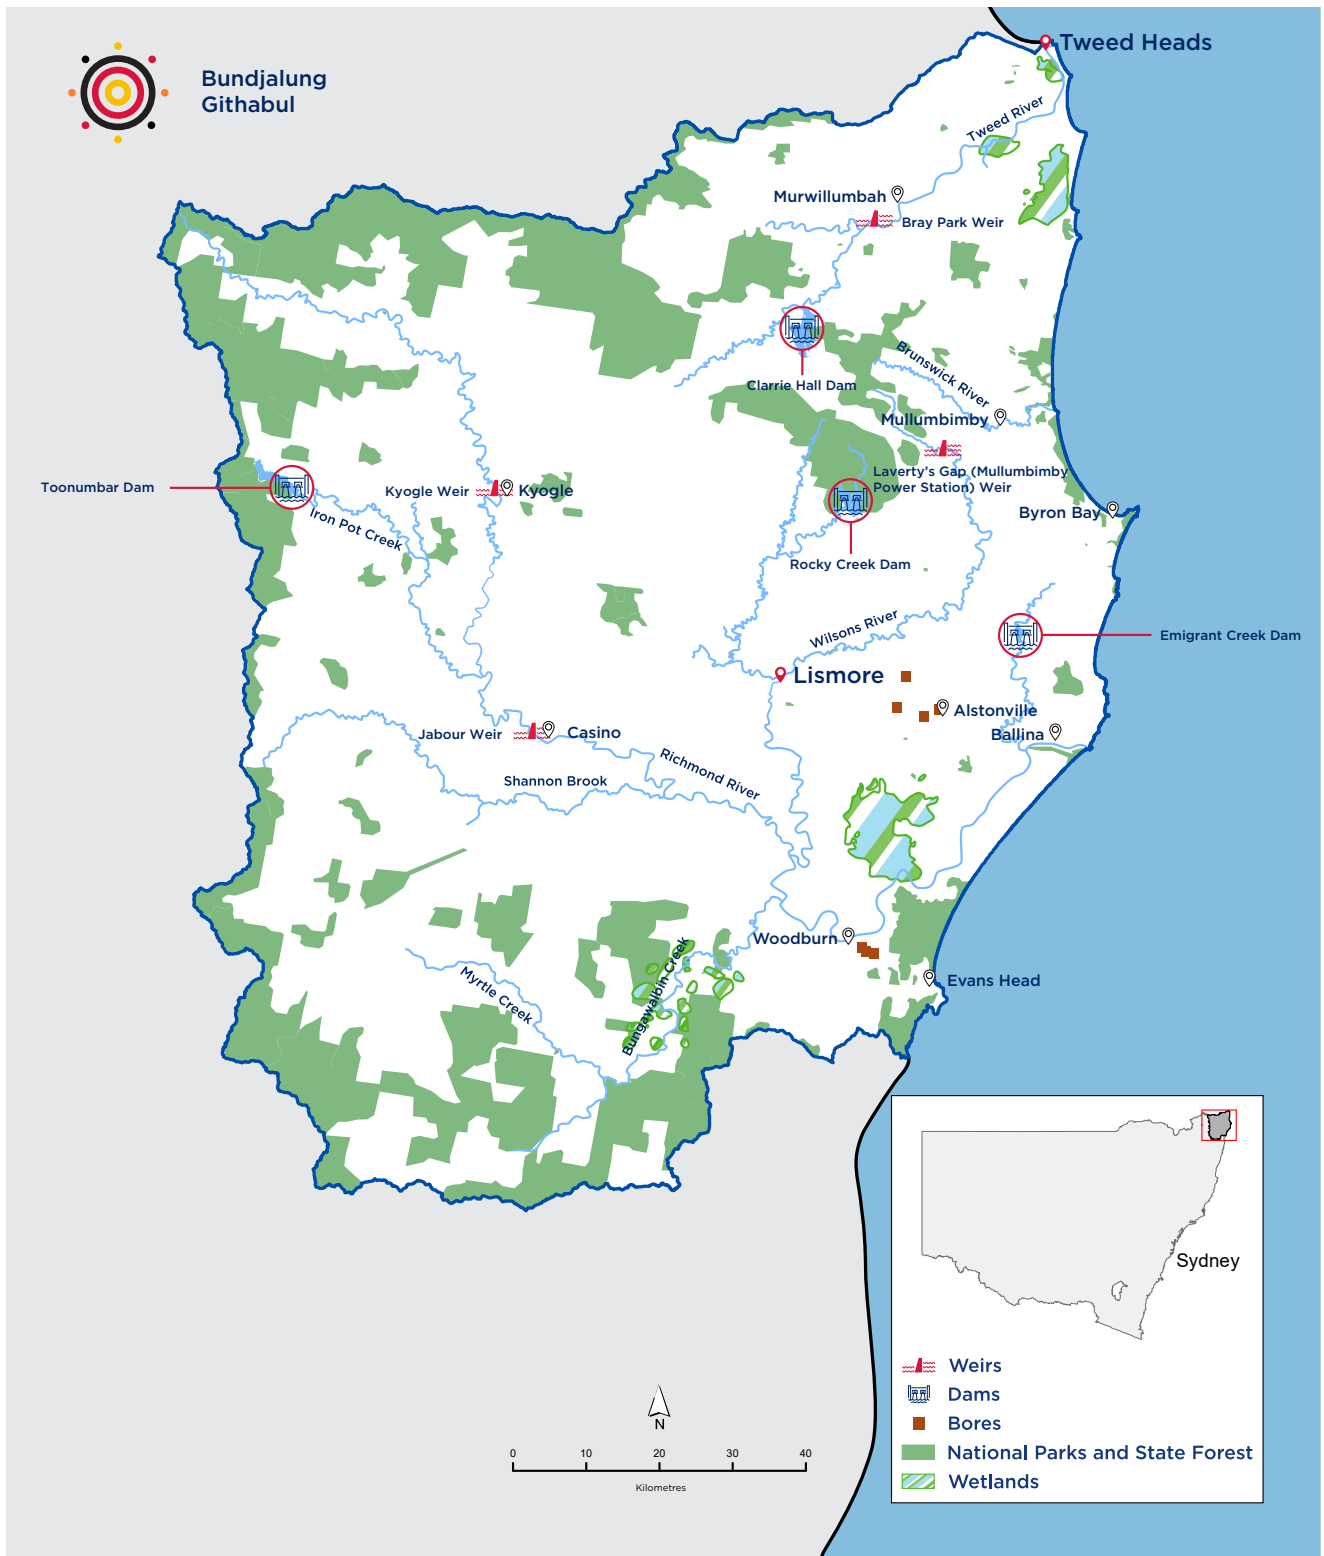 Bundjalung
Githabul
Tweed Heads
Tweed River
Murwillumbah
Bray Park Weir
Clarrie Hall Dam
Brunswick River
Mullumbimby
Laverty's Gap (Mullumbimby
Power Station) Weir
Toonumbar Dam
Kyogle Weir
Kyogle
Iron Pot Creek
Byron Bay
Rocky Creek Dam
Wilsons River
Emigrant Creek Dam
Lismore
Alstonville
Ballina
Jabour Weir
Casino
Richmond River
Shannon Brook
Woodburn
Bungawalbin Creek
Myrtle Creek
Evans Head
Sydney
Weirs
Dams
Bores
National Parks and State Forest
Wetlands
N
0 10 20 30 40
Kilometres